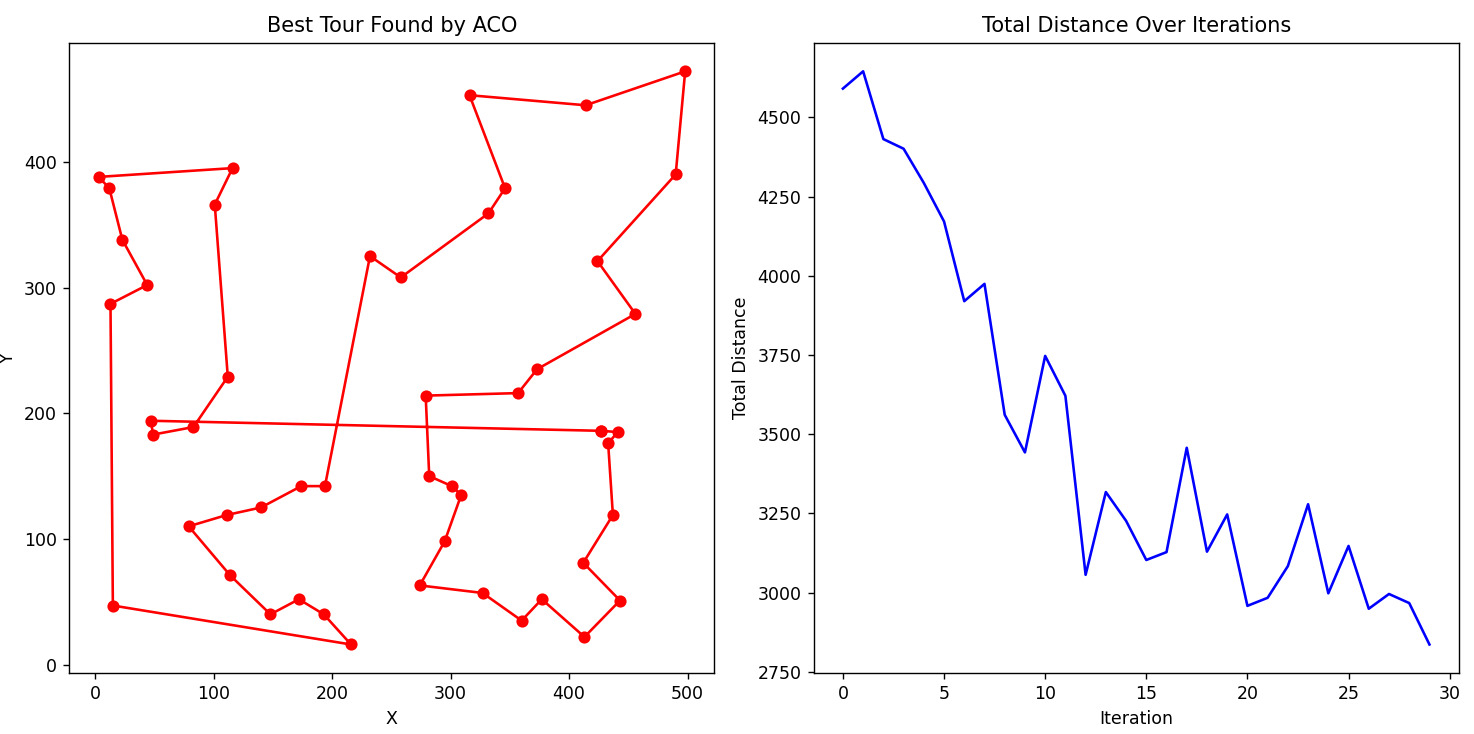 Best Tour Found by ACO
Y
400
300
200
100
0
0 100 200 300 400 500
X
Total Distance Over Iterations
Total Distance
4500
4250
4000
3750
3500
3250
3000
2750
0 5 10 15 20 25 30
Iteration